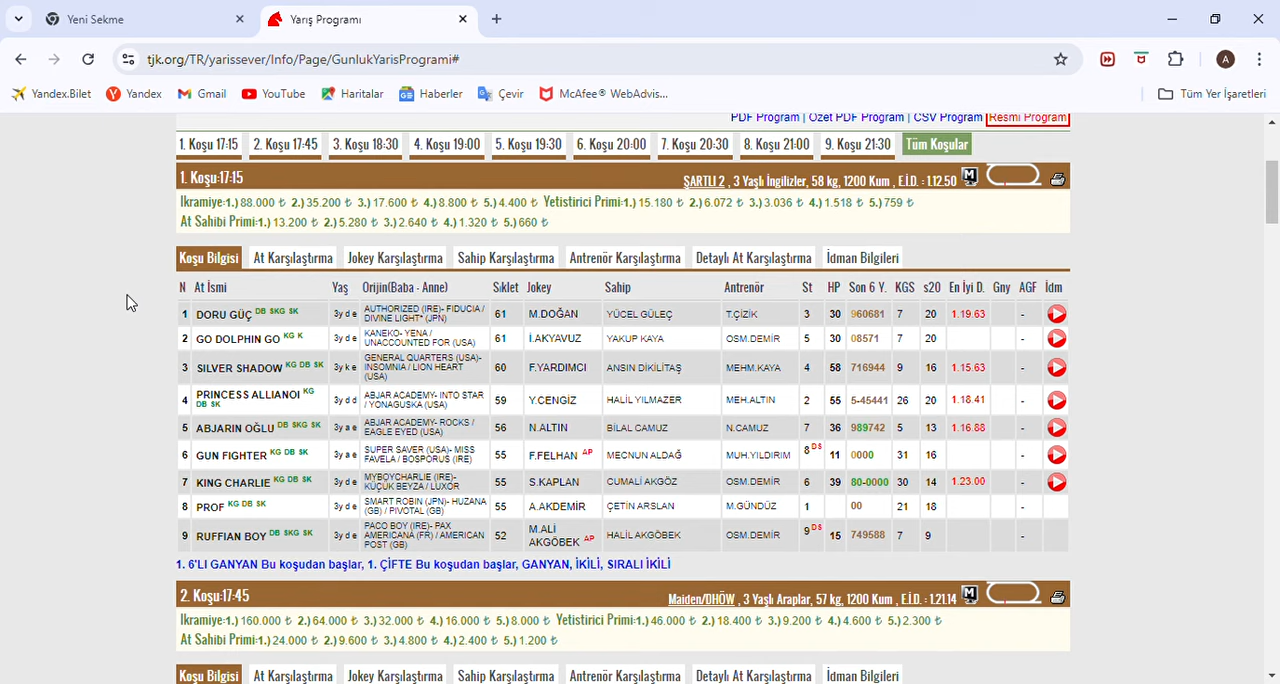 Yeni Sekme
Yarış Programı
tjk.org/TR/yarissever/Info/Page/GunlukYarisProgrami#
A
Yandex.Bilet Yandex Gmail YouTube Haritalar Haberler Çevir McAfee® WebAdvis... Tüm Yer İşaretleri
PDF Program | Özet PDF Program | CSV Program Resmi Program
1. Koşu 17:15 2. Koşu 17:45 3. Koşu 18:30 4. Koşu 19:00 5. Koşu 19:30 6. Koşu 20:00 7. Koşu 20:30 8. Koşu 21:00 9. Koşu 21:30 Tüm Koşular
1. Koşu:17:15 ŞARTLI 2 , 3 Yaşlı İngilizler, 58 kg, 1200 Kum , E.İ.D. : 1.12.50 M
Ikramiye:1.) 88.000 ₺ 2.) 35.200 ₺ 3.) 17.600 ₺ 4.) 8.800 ₺ 5.) 4.400 ₺ Yetistirici Primi:1.) 15.180 ₺ 2.) 6.072 ₺ 3.) 3.036 ₺ 4.) 1.518 ₺ 5.) 759 ₺
At Sahibi Primi:1.) 13.200 ₺ 2.) 5.280 ₺ 3.) 2.640 ₺ 4.) 1.320 ₺ 5.) 660 ₺
Koşu Bilgisi At Karşılaştırma Jokey Karşılaştırma Sahip Karşılaştırma Antrenör Karşılaştırma Detaylı At Karşılaştırma İdman Bilgileri
N At İsmi Yaş Orijin(Baba - Anne) Sıklet Jokey Sahip Antrenör St HP Son 6 Y. KGS s20 En İyi D. Gny AGF İdm
1 DORU GÜÇ DB SKG SK 3y d e AUTHORIZED (IRE)- FIDUCIA / DIVINE LIGHT* (JPN) 61 M.DOĞAN YÜCEL GÜLEÇ T.ÇİZİK 3 30 960681 7 20 1.19.63 -
2 GO DOLPHIN GO KG K 3y d e KANEKO- YENA / UNACCOUNTED FOR (USA) 61 İ.AKYAVUZ YAKUP KAYA OSM.DEMİR 5 30 08571 7 20 -
3 SILVER SHADOW KG DB SK 3y k e GENERAL QUARTERS (USA)- INSOMNIA / LION HEART (USA) 60 F.YARDIMCI ANSIN DİKİLİTAŞ MEHM.KAYA 4 58 716944 9 16 1.15.63 -
4 PRINCESS ALLIANOI KG DB SK 3y d d ABJAR ACADEMY- INTO STAR / YONAGUSKA (USA) 59 Y.CENGİZ HALİL YILMAZER MEH.ALTIN 2 55 5-45441 26 20 1.18.41 -
5 ABJARIN OĞLU DB SKG SK 3y a e ABJAR ACADEMY- ROCKS / EAGLE EYED (USA) 56 N.ALTIN BİLAL CAMUZ N.CAMUZ 7 36 989742 5 13 1.16.88 -
6 GUN FIGHTER KG DB SK 3y a e SUPER SAVER (USA)- MISS FAVELA / BOSPORUS (IRE) 55 F.FELHAN AP MECNUN ALDAĞ MUH.YILDIRIM 8 DS 11 0000 31 16 -
7 KING CHARLIE KG DB SK 3y d e MYBOYCHARLIE (IRE)- KÜÇÜK BEYZA / LUXOR 55 S.KAPLAN CUMALİ AKGÖZ OSM.DEMİR 6 39 80-0000 30 14 1.23.00 -
8 PROF KG DB SK 3y d e SMART ROBIN (JPN)- HUZANA (GB) / PIVOTAL (GB) 55 A.AKDEMİR ÇETİN ARSLAN M.GÜNDÜZ 1 00 21 18 -
9 RUFFIAN BOY DB SKG SK 3y d e PACO BOY (IRE)- PAX AMERICANA (FR) / AMERICAN POST (GB) 52 M.ALİ AKGÖBEK AP HALİL AKGÖBEK OSM.DEMİR 9 DS 15 749588 7 9 -
1. 6'LI GANYAN Bu koşudan başlar, 1. ÇİFTE Bu koşudan başlar, GANYAN, İKİLİ, SIRALI İKİLİ
2. Koşu:17:45 Maiden/DHÖW , 3 Yaşlı Araplar, 57 kg, 1200 Kum , E.İ.D. : 1.21.14 M
Ikramiye:1.) 160.000 ₺ 2.) 64.000 ₺ 3.) 32.000 ₺ 4.) 16.000 ₺ 5.) 8.000 ₺ Yetistirici Primi:1.) 46.000 ₺ 2.) 18.400 ₺ 3.) 9.200 ₺ 4.) 4.600 ₺ 5.) 2.300 ₺
At Sahibi Primi:1.) 24.000 ₺ 2.) 9.600 ₺ 3.) 4.800 ₺ 4.) 2.400 ₺ 5.) 1.200 ₺
Koşu Bilgisi At Karşılaştırma Jokey Karşılaştırma Sahip Karşılaştırma Antrenör Karşılaştırma Detaylı At Karşılaştırma İdman Bilgileri